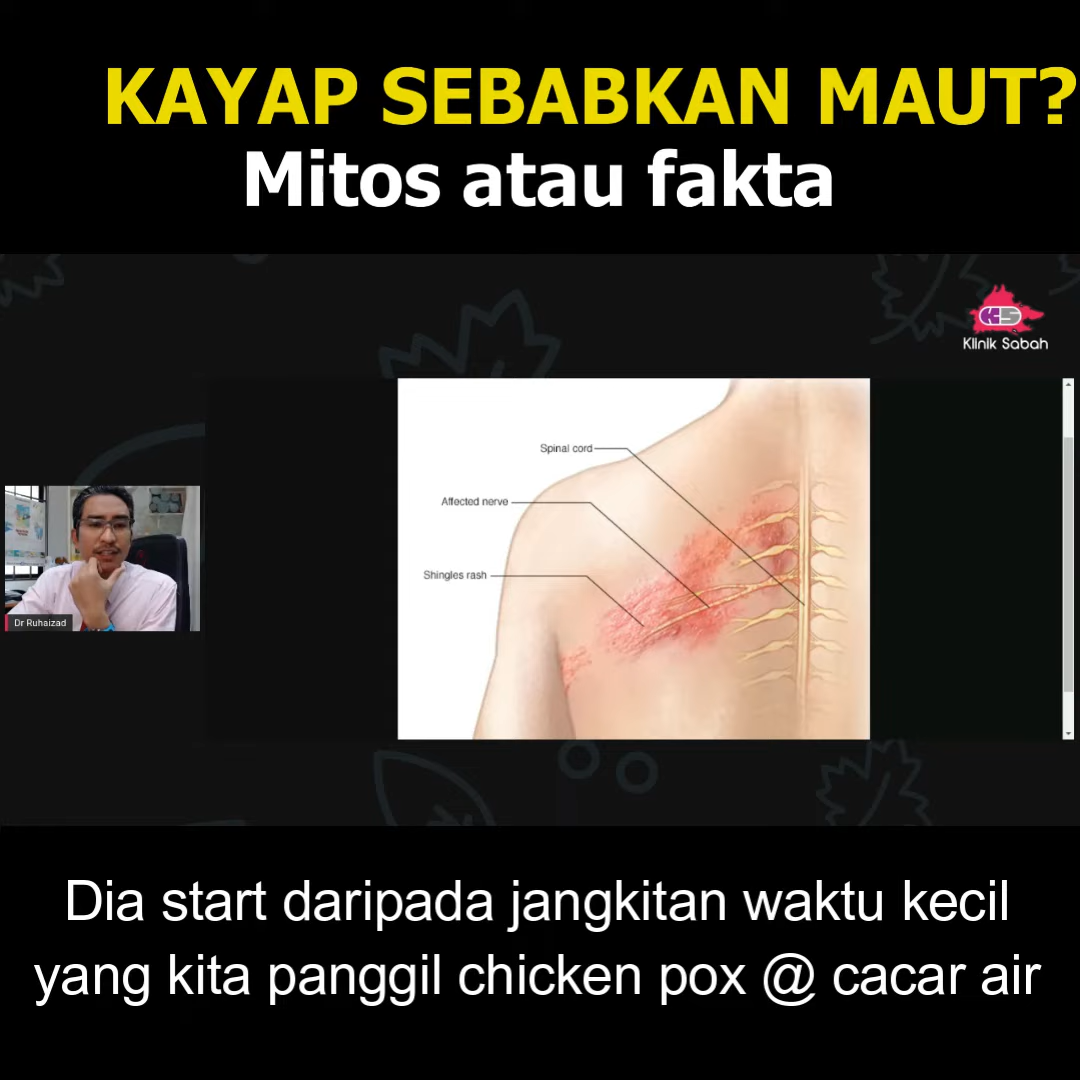 KAYAP SEBABKAN MAUT?
Mitos atau fakta
KS
Klinik Sabah
Spinal cord
Affected nerve
Shingles rash
Dr Ruhaizad
Dia start daripada jangkitan waktu kecil
yang kita panggil chicken pox @ cacar air